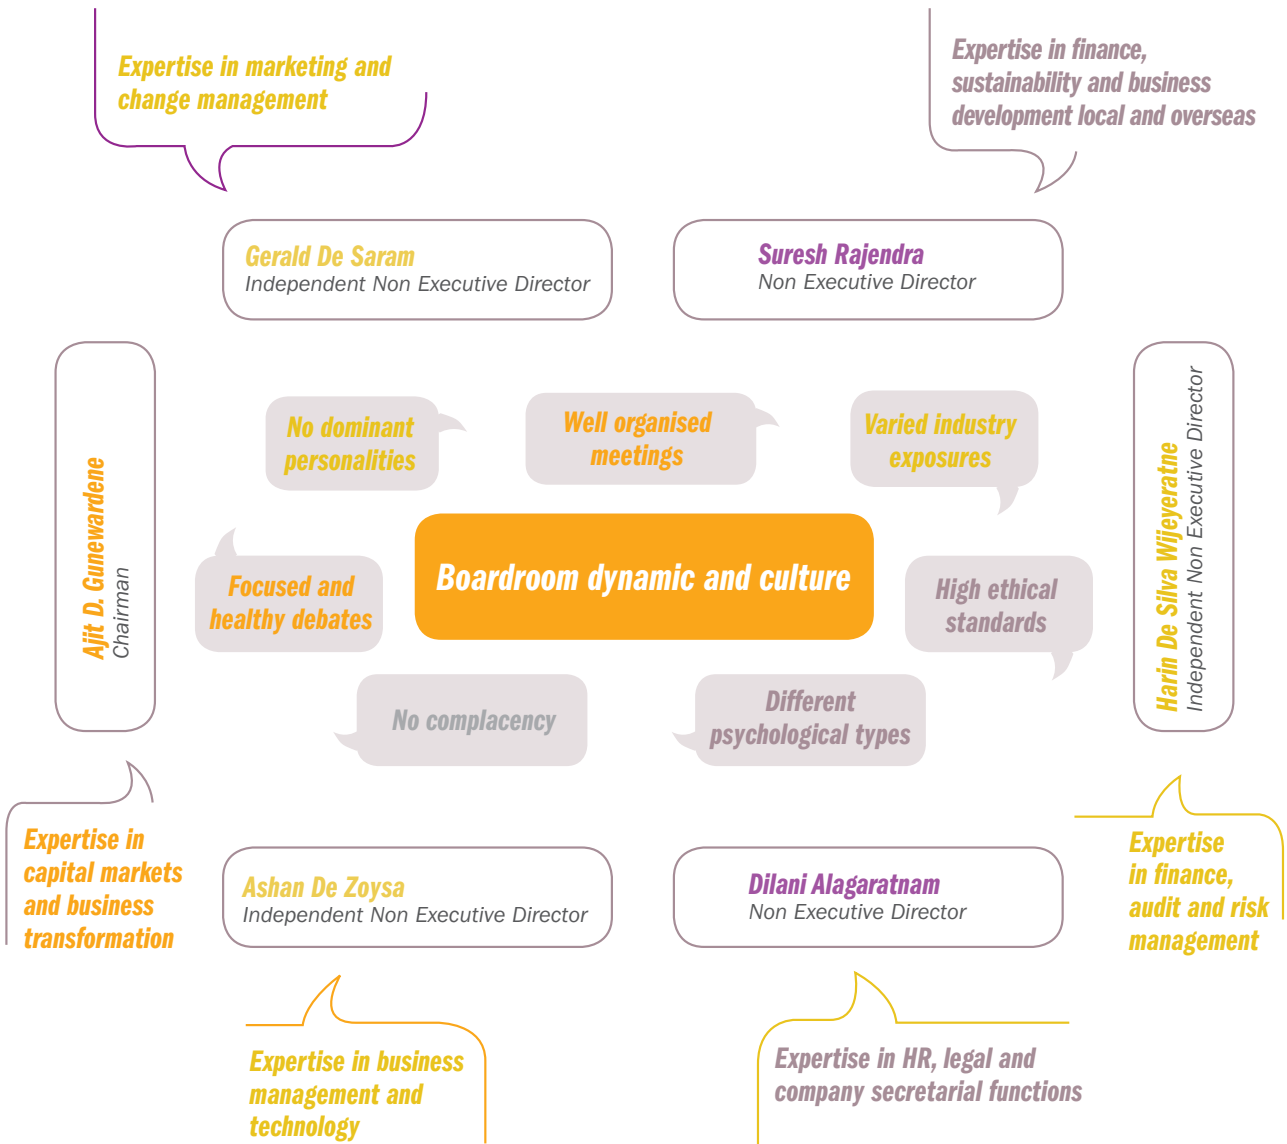 Expertise in marketing and
change management
Expertise in finance,
sustainability and business
development local and overseas
Gerald De Saram
Independent Non Executive Director
Suresh Rajendra
Non Executive Director
Ajit D. Gunewardene
Chairman
No dominant
personalities
Well organised
meetings
Varied industry
exposures
Harin De Silva Wijeyeratne
Independent Non Executive Director
Boardroom dynamic and culture
Focused and
healthy debates
High ethical
standards
No complacency
Different
psychological types
Expertise in
capital markets
and business
transformation
Ashan De Zoysa
Independent Non Executive Director
Dilani Alagaratnam
Non Executive Director
Expertise
in finance,
audit and risk
management
Expertise in business
management and
technology
Expertise in HR, legal and
company secretarial functions